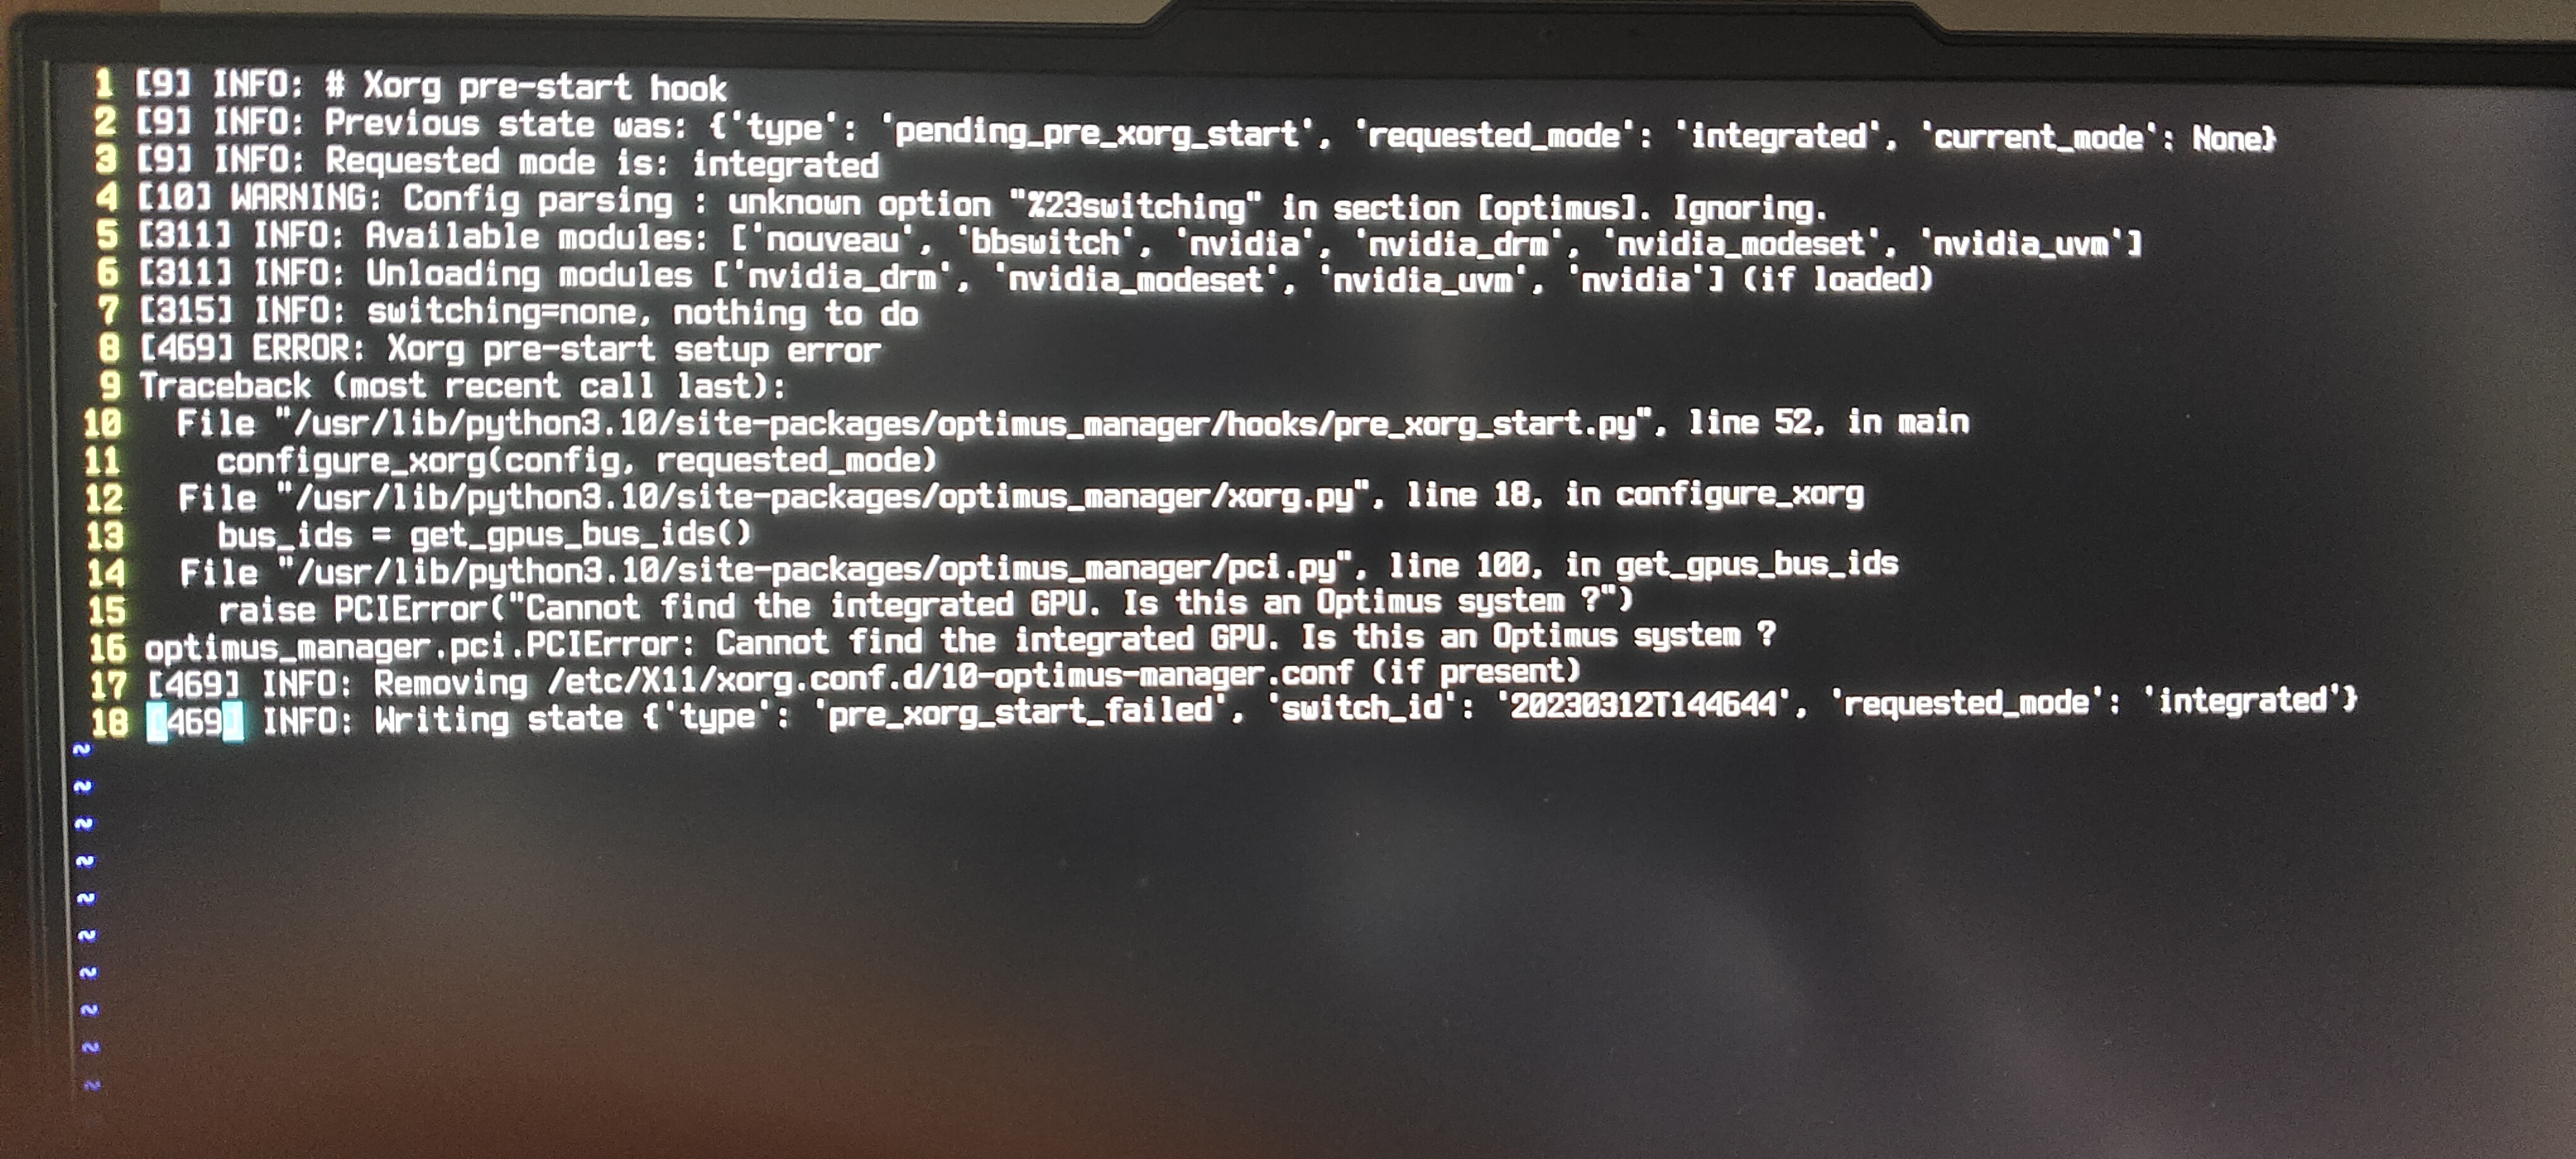 1 [9] INFO: # Xorg pre-start hook
2 [9] INFO: Previous state was: {'type': 'pending_pre_xorg_start', 'requested_mode': 'integrated', 'current_mode': None}
3 [9] INFO: Requested mode is: integrated
4 [10] WARNING: Config parsing : unknown option "%23switching" in section [optimus]. Ignoring.
5 [311] INFO: Available modules: ['nouveau', 'bbswitch', 'nvidia', 'nvidia_drm', 'nvidia_modeset', 'nvidia_uvm']
6 [311] INFO: Unloading modules ['nvidia_drm', 'nvidia_modeset', 'nvidia_uvm', 'nvidia'] (if loaded)
7 [315] INFO: switching=none, nothing to do
8 [469] ERROR: Xorg pre-start setup error
9 Traceback (most recent call last):
10   File "/usr/lib/python3.10/site-packages/optimus_manager/hooks/pre_xorg_start.py", line 52, in main
11     configure_xorg(config, requested_mode)
12   File "/usr/lib/python3.10/site-packages/optimus_manager/xorg.py", line 18, in configure_xorg
13     bus_ids = get_gpus_bus_ids()
14   File "/usr/lib/python3.10/site-packages/optimus_manager/pci.py", line 100, in get_gpus_bus_ids
15     raise PCIError("Cannot find the integrated GPU. Is this an Optimus system ?")
16 optimus_manager.pci.PCIError: Cannot find the integrated GPU. Is this an Optimus system ?
17 [469] INFO: Removing /etc/X11/xorg.conf.d/10-optimus-manager.conf (if present)
18 [469] INFO: Writing state {'type': 'pre_xorg_start_failed', 'switch_id': '20230312T144644', 'requested_mode': 'integrated'}
~
~
~
~
~
~
~
~
~
~